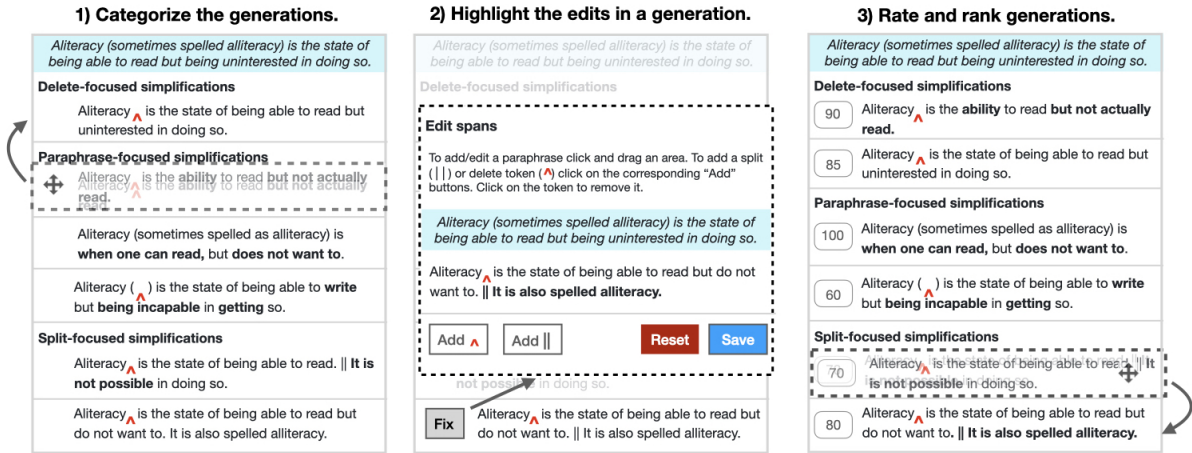 1) Categorize the generations.
Aliteracy (sometimes spelled alliteracy) is the state of
being able to read but being uninterested in doing so.
Delete-focused simplifications
Aliteracy ^ is the state of being able to read but
uninterested in doing so.
Paraphrase-focused simplifications
Aliteracy ^ is the ability to read but not actually
read.
Aliteracy (sometimes spelled as alliteracy) is
when one can read, but does not want to.
Aliteracy ( ^ ) is the state of being able to write
but being incapable in getting so.
Split-focused simplifications
Aliteracy ^ is the state of being able to read. || It is
not possible in doing so.
Aliteracy ^ is the state of being able to read but
do not want to. It is also spelled alliteracy.
2) Highlight the edits in a generation.
Aliteracy (sometimes spelled alliteracy) is the state of
being able to read but being uninterested in doing so.
Delete-focused simplifications
Edit spans
To add/edit a paraphrase click and drag an area. To add a split
(||) or delete token (^) click on the corresponding “Add”
buttons. Click on the token to remove it.
Aliteracy (sometimes spelled alliteracy) is the state of
being able to read but being uninterested in doing so.
Aliteracy ^ is the state of being able to read but do not
want to. || It is also spelled alliteracy.
Add ^ Add || Reset Save
not possible in doing so.
Fix
Aliteracy ^ is the state of being able to read but
do not want to. || It is also spelled alliteracy.
3) Rate and rank generations.
Aliteracy (sometimes spelled alliteracy) is the state of
being able to read but being uninterested in doing so.
Delete-focused simplifications
90 Aliteracy ^ is the ability to read but not actually
read.
85 Aliteracy ^ is the state of being able to read but
uninterested in doing so.
Paraphrase-focused simplifications
100 Aliteracy (sometimes spelled as alliteracy) is
when one can read, but does not want to.
60 Aliteracy ( ^ ) is the state of being able to write
but being incapable in getting so.
Split-focused simplifications
70 Aliteracy ^ is the state of being able to read. || It
is not possible in doing so.
80 Aliteracy ^ is the state of being able to read but
do not want to. || It is also spelled alliteracy.